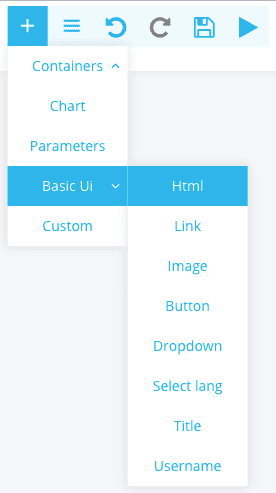 Containers
Chart
Parameters
Basic Ui
Html
Custom
Link
Image
Button
Dropdown
Select lang
Title
Username